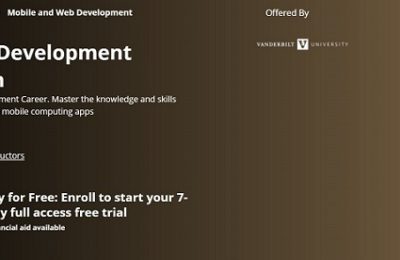 Mobile and Web Development
Offered By
Development
n
VANDERBILT V UNIVERSITY
ment Career. Master the knowledge and skills
mobile computing apps
uctors
y for Free: Enroll to start your 7-
y full access free trial
ncial aid available